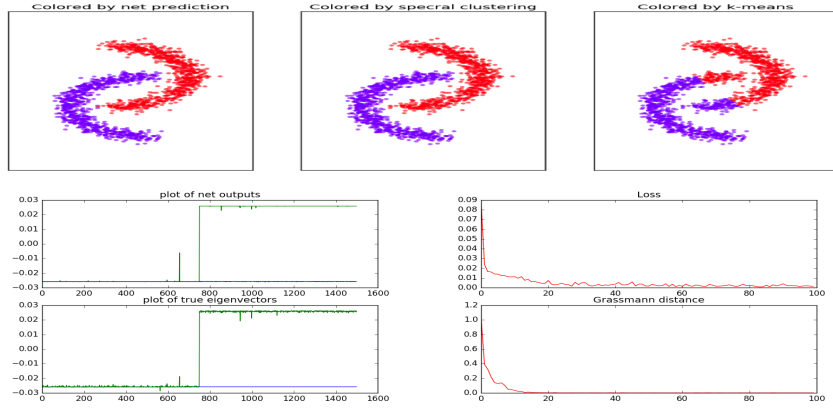 Colored by net prediction
Colored by specral clustering
Colored by k-means
plot of net outputs
0.03
0.02
0.01
0.00
−0.01
−0.02
−0.03
0 200 400 600 800 1000 1200 1400 1600
Loss
0.09
0.08
0.07
0.06
0.05
0.04
0.03
0.02
0.01
0.00
0 20 40 60 80 100
plot of true eigenvectors
0.03
0.02
0.01
0.00
−0.01
−0.02
−0.03
0 200 400 600 800 1000 1200 1400 1600
Grassmann distance
1.2
1.0
0.8
0.6
0.4
0.2
0.0
0 20 40 60 80 100